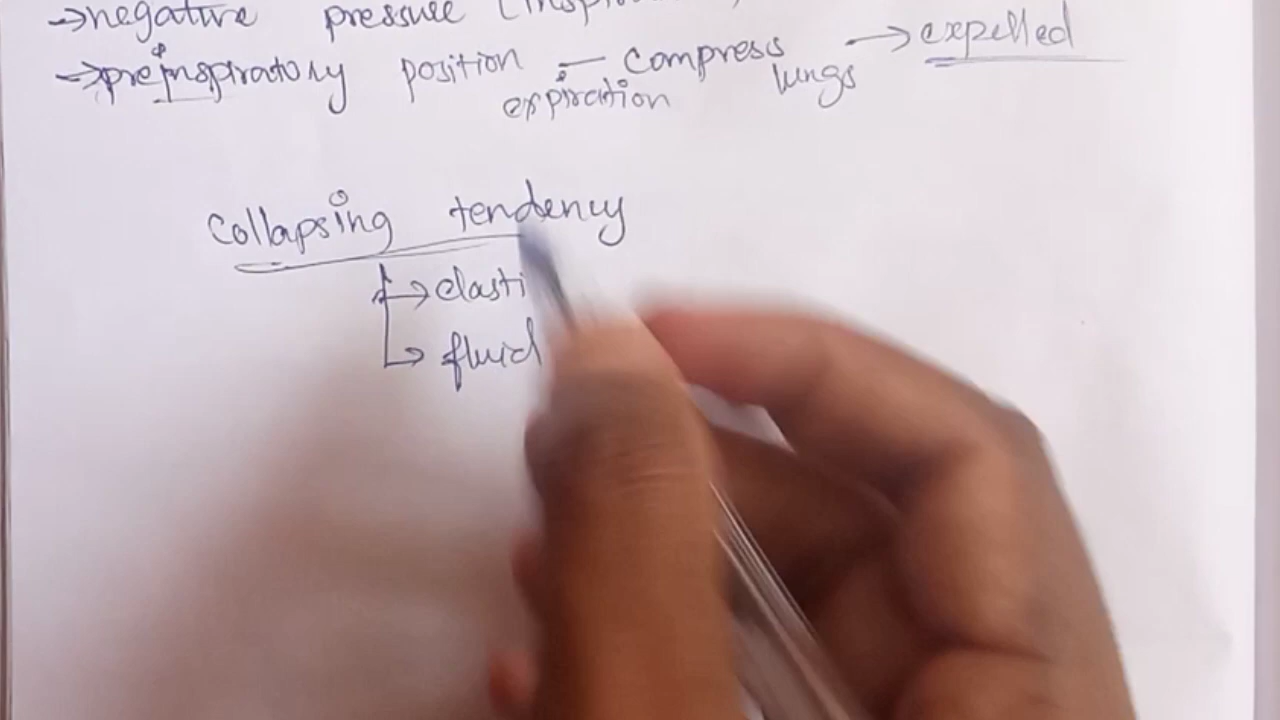 →negative pressure
→preinspiratory position — compress lungs → expelled
expiration
Collapsing tendency
→ elasti
→ fluid